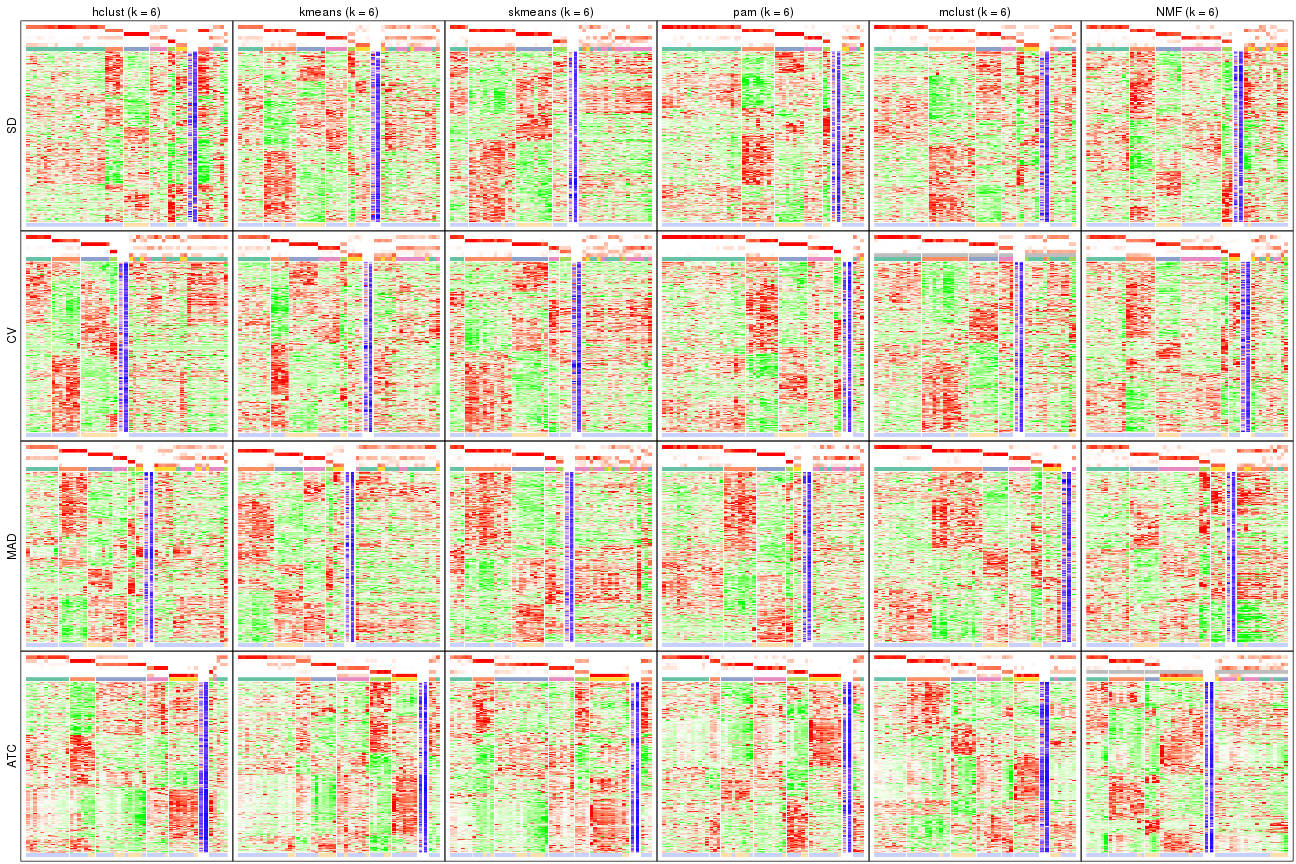 hclust (k = 6) kmeans (k = 6) skmeans (k = 6) pam (k = 6) mclust (k = 6) NMF (k = 6)
SD
CV
MAD
ATC